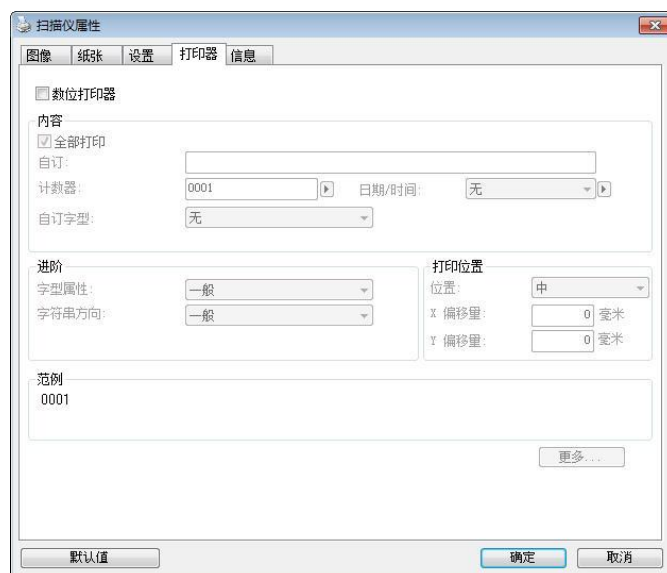 扫描仪属性
图像 纸张 设置 打印器 信息
数位打印器
内容
全部打印
自订:
计数器: 0001 日期/时间: 无
自订字型: 无
进阶
字型属性: 一般
字符串方向: 一般
打印位置
位置: 中
X 偏移量: 0 毫米
Y 偏移量: 0 毫米
范例
0001
更多...
默认值 确定 取消